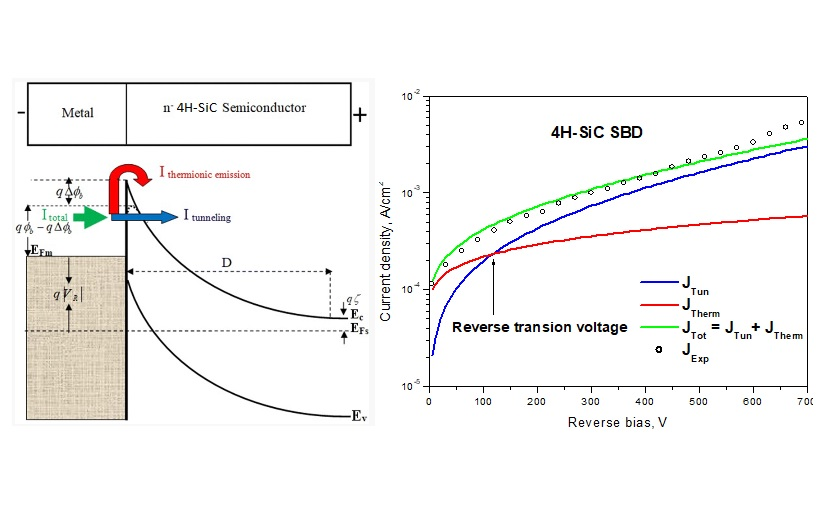 - Metal n- 4H-SiC Semiconductor +
I thermionic emission
qΔϕb
I total
I tunneling
qϕb - qΔϕb
EFm
D
q|VR|
qζ
Ec
EFs
Ev
10-2
4H-SiC SBD
10-3
Current density, A/cm2
10-4
JTun
JTherm
Reverse transion voltage
JTot = JTun+ JTherm
JExp
10-5
0 100 200 300 400 500 600 700
Reverse bias, V